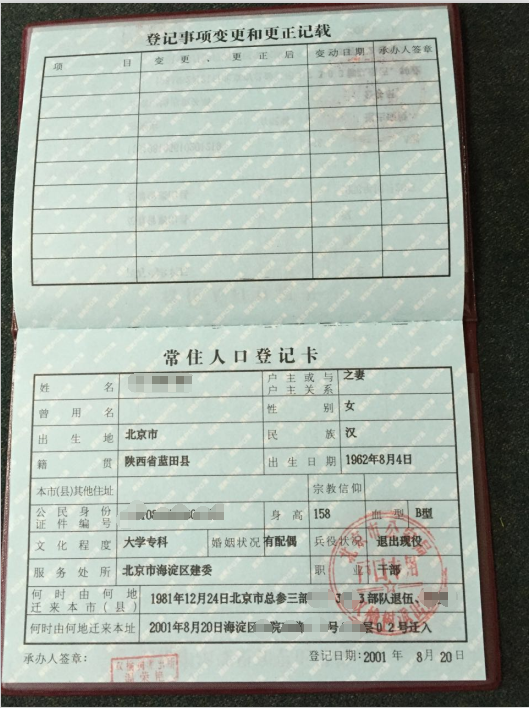 登记事项变更和更正记载
项 目 变更、更正后 变动日期 承办人签章
常住人口登记卡
姓名 户主或与户主关系 之妻
曾用名 性别 女
出生地 北京市 民族 汉
籍贯 陕西省蓝田县 出生日期 1962年8月4日
本市(县)其他住址 宗教信仰
公民身份证件编号 身高 158 血型 B型
文化程度 大学专科 婚姻状况 有配偶 兵役状况 退出现役
服务处所 北京市海淀区建委 职业 干部
何时由何地迁来本市(县) 1981年12月24日北京市总参三部 3部队退伍、
何时由何地迁来本址 2001年8月20日海淀区 院 号 02号迁入
承办人签章: 登记日期:2001年 8月20日